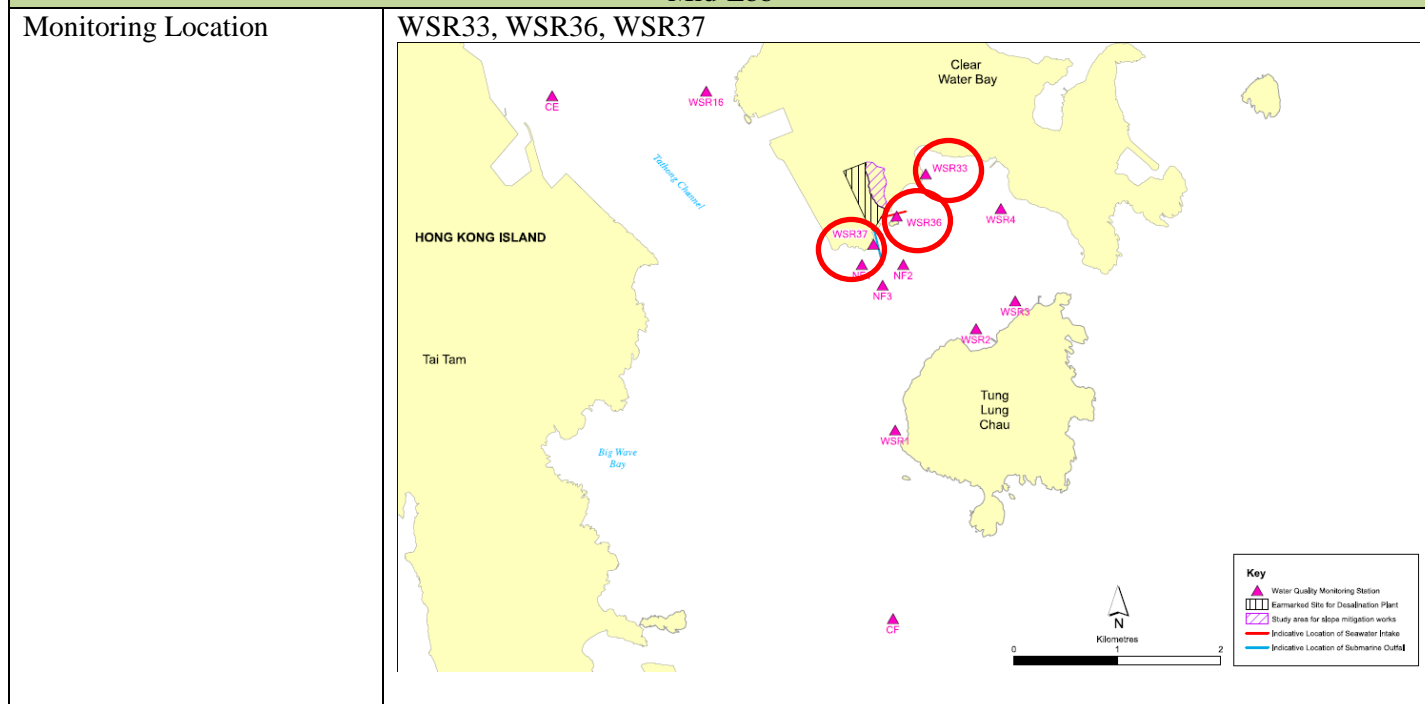 Monitoring Location
WSR33, WSR36, WSR37
Clear
Water Bay
CE
WSR16
Tathong Channel
WSR33
WSR36
WSR4
WSR37
HONG KONG ISLAND
NF2
NF3
WSR3
WSR2
Tai Tam
Tung
Lung
Chau
WSR1
Big Wave
Bay
CF
N
Kilometres
0 1 2
Key
Water Quality Monitoring Station
Earmarked Site for Desalination Plant
Study area for slope mitigation works
Indicative Location of Seawater Intake
Indicative Location of Submarine Outfall